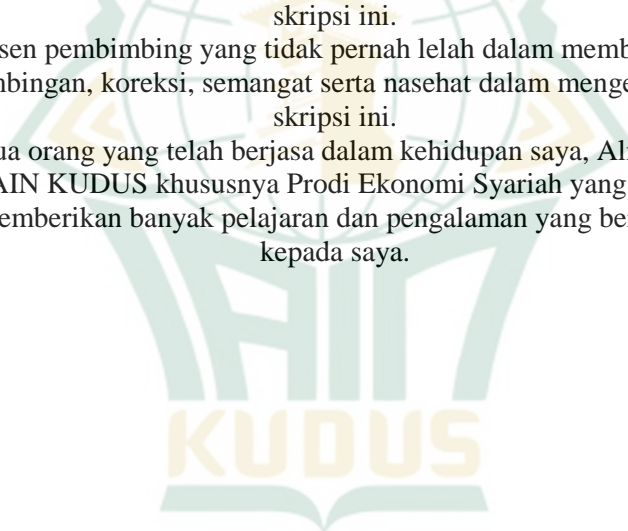 skripsi ini.
sen pembimbing yang tidak pernah lelah dalam memb
nbingan, koreksi, semangat serta nasehat dalam menge
skripsi ini.
ua orang yang telah berjasa dalam kehidupan saya, Al
AIN KUDUS khususnya Prodi Ekonomi Syariah yang
emberikan banyak pelajaran dan pengalaman yang be
kepada saya.
IAIN
KUDUS